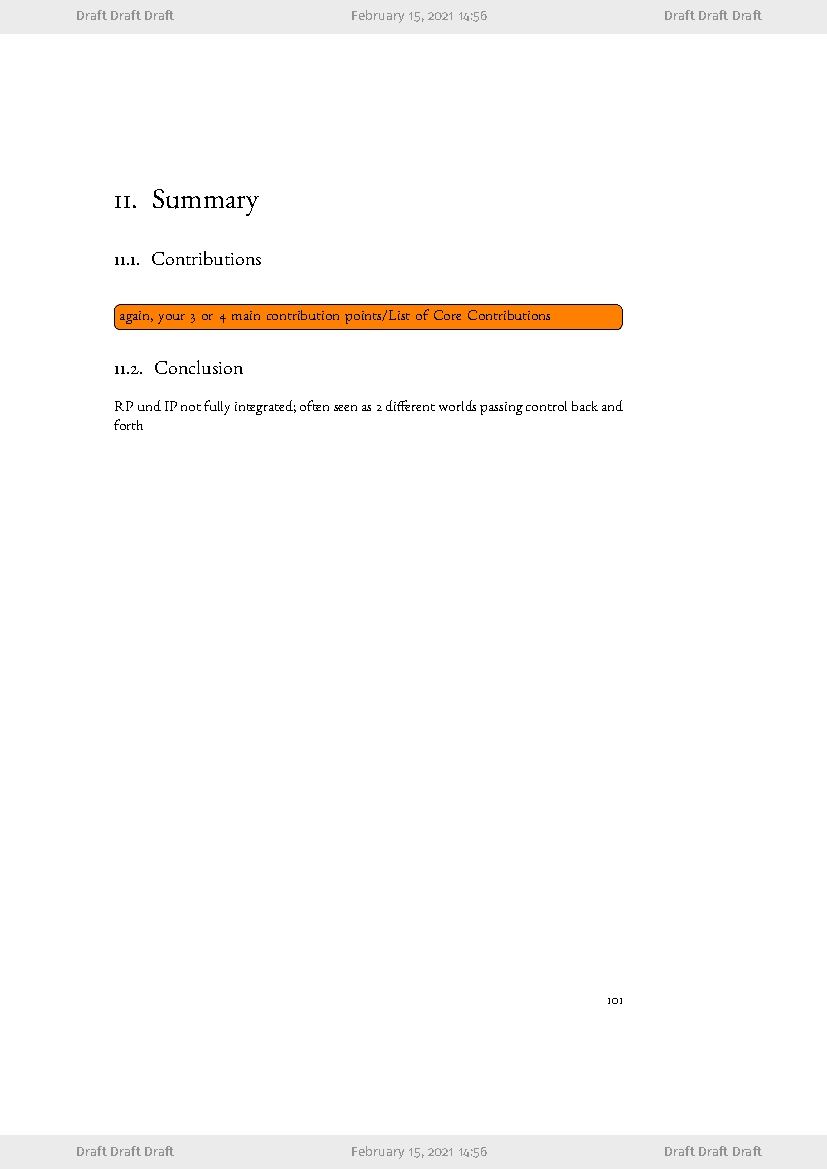 Draft Draft Draft February 15, 2021 14:56 Draft Draft Draft
11. Summary
11.1. Contributions
again, your 3 or 4 main contribution points/List of Core Contributions
11.2. Conclusion
RP und IP not fully integrated; often seen as 2 different worlds passing control back and
forth
101
Draft Draft Draft February 15, 2021 14:56 Draft Draft Draft